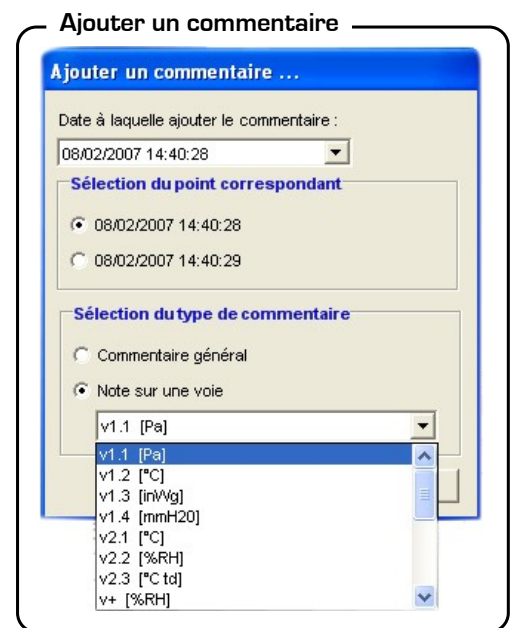 Ajouter un commentaire
Ajouter un commentaire ...
Date à laquelle ajouter le commentaire :
08/02/2007 14:40:28
Sélection du point correspondant
08/02/2007 14:40:28
08/02/2007 14:40:29
Sélection du type de commentaire
Commentaire général
Note sur une voie
v1.1 [Pa]
v1.1 [Pa]
v1.2 [°C]
v1.3 [inWg]
v1.4 [mmH20]
v2.1 [°C]
v2.2 [%RH]
v2.3 [°C td]
v+ [%RH]